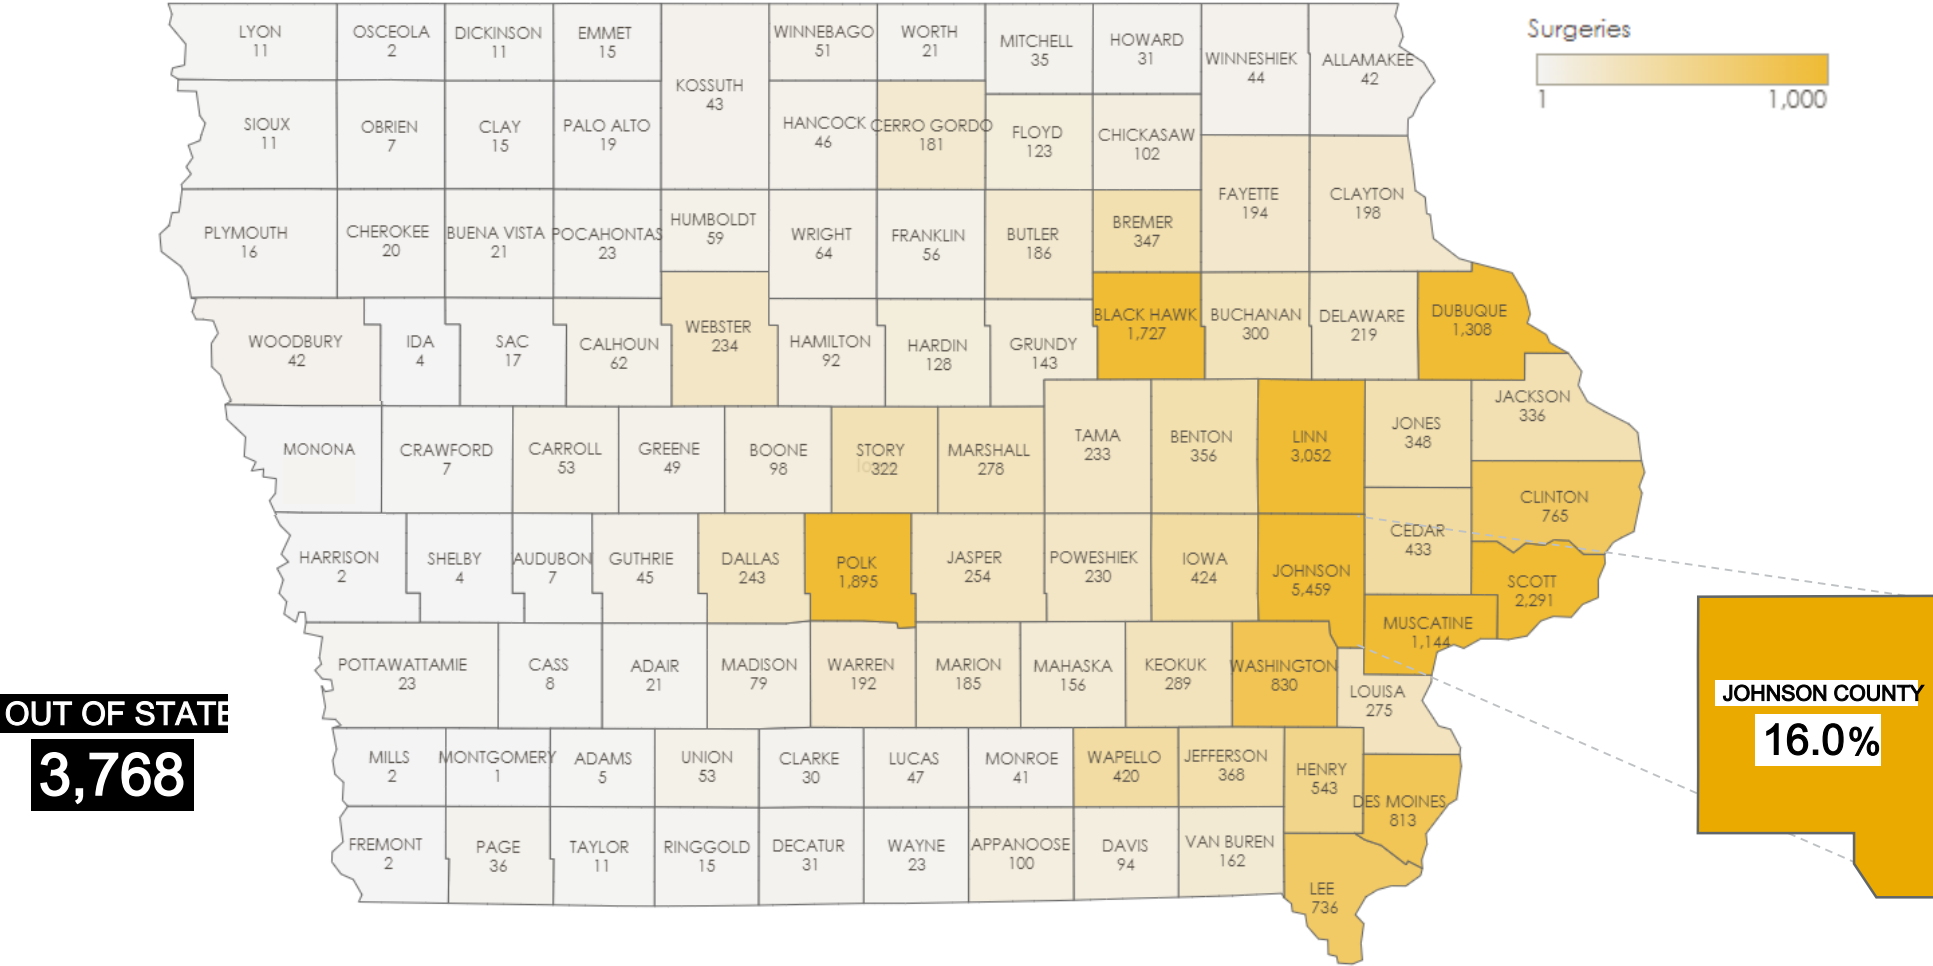 Surgeries
1
1,000
LYON
11
OSCEOLA
2
DICKINSON
11
EMMET
15
KOSSUTH
43
WINNEBAGO
51
WORTH
21
MITCHELL
35
HOWARD
31
WINNESHIEK
44
ALLAMAKEE
42
SIOUX
11
OBRIEN
7
CLAY
15
PALO ALTO
19
HANCOCK
46
CERRO GORDO
181
FLOYD
123
CHICKASAW
102
FAYETTE
194
CLAYTON
198
PLYMOUTH
16
CHEROKEE
20
BUENA VISTA
21
POCAHONTAS
23
HUMBOLDT
59
WRIGHT
64
FRANKLIN
56
BUTLER
186
BREMER
347
WOODBURY
42
IDA
4
SAC
17
CALHOUN
62
WEBSTER
234
HAMILTON
92
HARDIN
128
GRUNDY
143
BLACK HAWK
1,727
BUCHANAN
300
DELAWARE
219
DUBUQUE
1,308
MONONA
CRAWFORD
7
CARROLL
53
GREENE
49
BOONE
98
STORY
322
MARSHALL
278
TAMA
233
BENTON
356
LINN
3,052
JONES
348
JACKSON
336
CLINTON
765
HARRISON
2
SHELBY
4
AUDUBON
7
GUTHRIE
45
DALLAS
243
POLK
1,895
JASPER
254
POWESHIEK
230
IOWA
424
JOHNSON
5,459
CEDAR
433
SCOTT
2,291
MUSCATINE
1,144
POTTAWATTAMIE
23
CASS
8
ADAIR
21
MADISON
79
WARREN
192
MARION
185
MAHASKA
156
KEOKUK
289
WASHINGTON
830
LOUISA
275
OUT OF STATE
3,768
JOHNSON COUNTY
16.0%
MILLS
2
MONTGOMERY
1
ADAMS
5
UNION
53
CLARKE
30
LUCAS
47
MONROE
41
WAPELLO
420
JEFFERSON
368
HENRY
543
DES MOINES
813
FREMONT
2
PAGE
36
TAYLOR
11
RINGGOLD
15
DECATUR
31
WAYNE
23
APPANOOSE
100
DAVIS
94
VAN BUREN
162
LEE
736